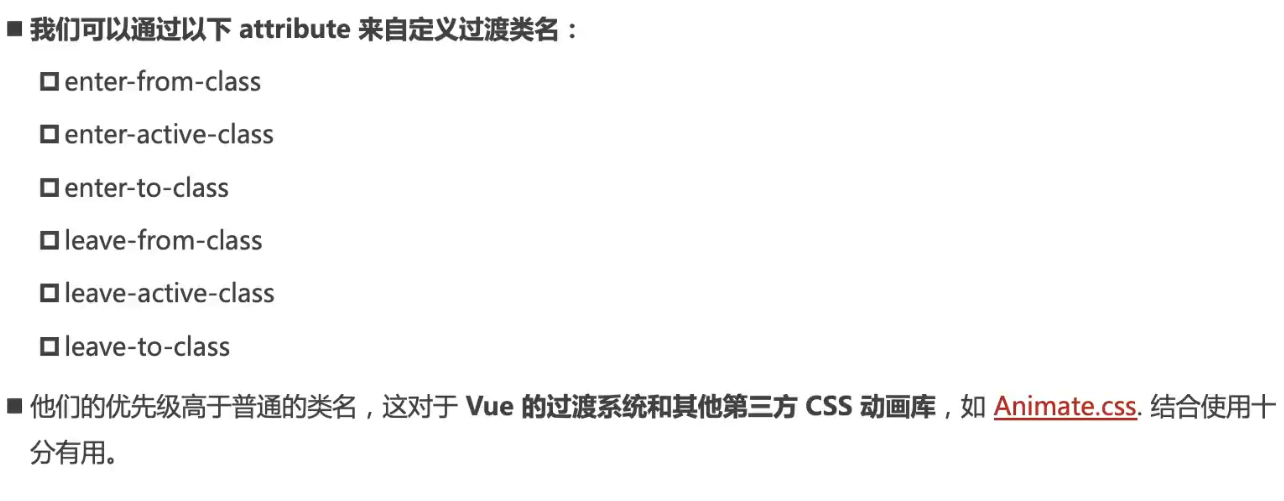 ■ 我们可以通过以下 attribute 来自定义过渡类名：
enter-from-class
enter-active-class
enter-to-class
leave-from-class
leave-active-class
leave-to-class
■ 他们的优先级高于普通的类名，这对于 Vue 的过渡系统和其他第三方 CSS 动画库，如 Animate.css. 结合使用十
分有用。